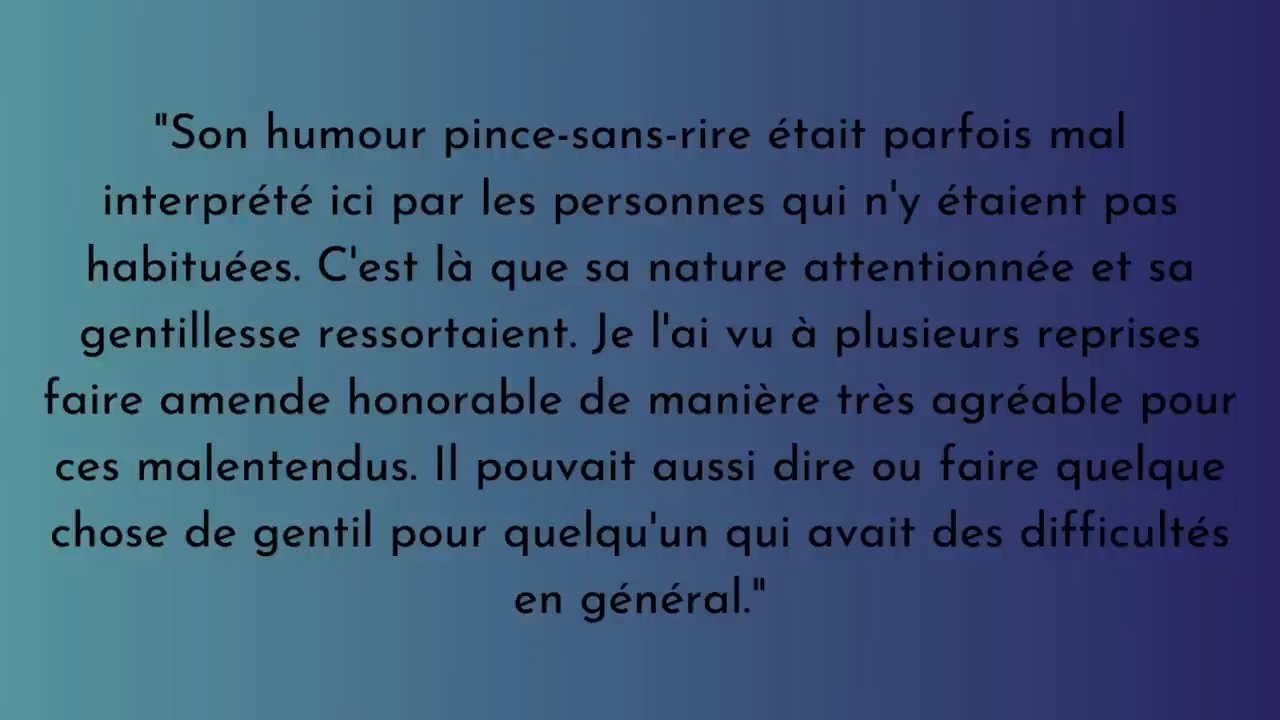 "Son humour pince-sans-rire était parfois mal
interprété ici par les personnes qui n'y étaient pas
habituées. C'est là que sa nature attentionnée et sa
gentillesse ressortaient. Je l'ai vu à plusieurs reprises
faire amende honorable de manière très agréable pour
ces malentendus. Il pouvait aussi dire ou faire quelque
chose de gentil pour quelqu'un qui avait des difficultés
en général."